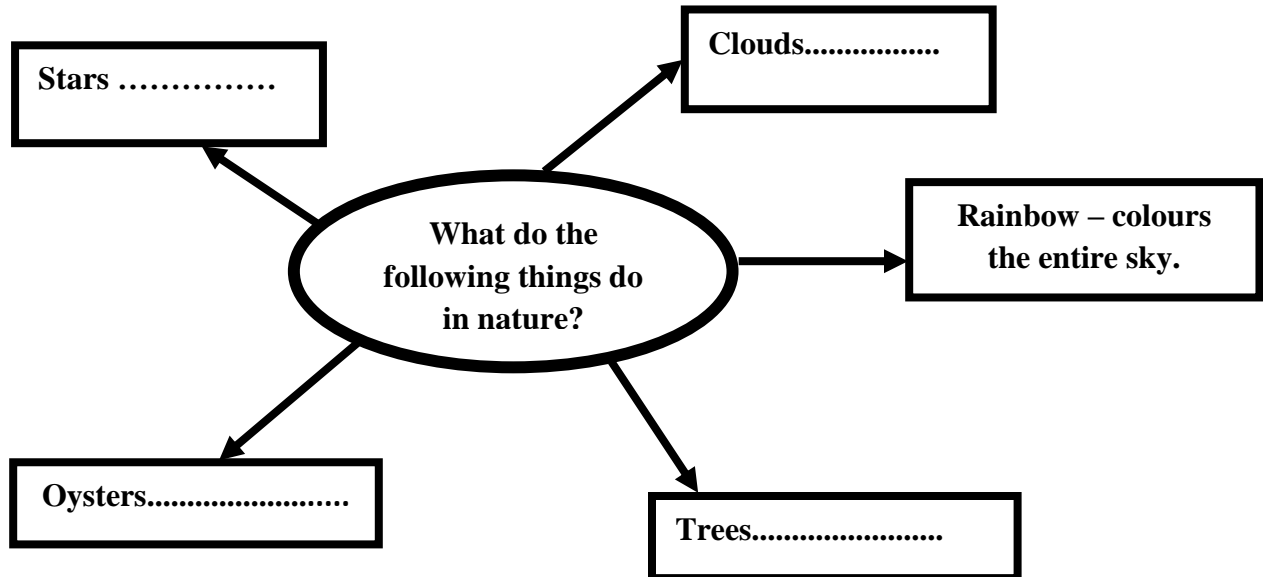 Clouds.................
Stars ……………
Rainbow – colours
the entire sky.
What do the
following things do
in nature?
Oysters.........................
Trees........................